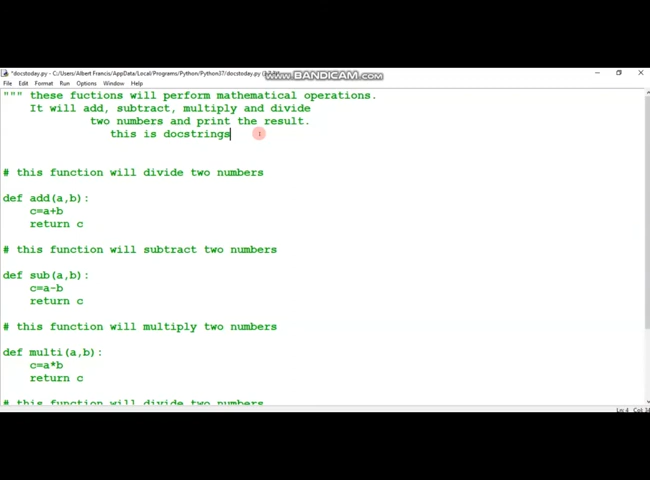 *docstoday.py - C:/Users/Albert Francis/AppData/Local/Programs/Python/Python37/docstoday.py
www.BANDICAM.com
File Edit Format Run Options Window Help
""" these fuctions will perform mathematical operations.
It will add, subtract, multiply and divide
two numbers and print the result.
this is docstrings
# this function will divide two numbers
def add(a,b):
c=a+b
return c
# this function will subtract two numbers
def sub(a,b):
c=a-b
return c
# this function will multiply two numbers
def multi(a,b):
c=a*b
return c
# this function will divide two numbers
Ln: 4 Col: